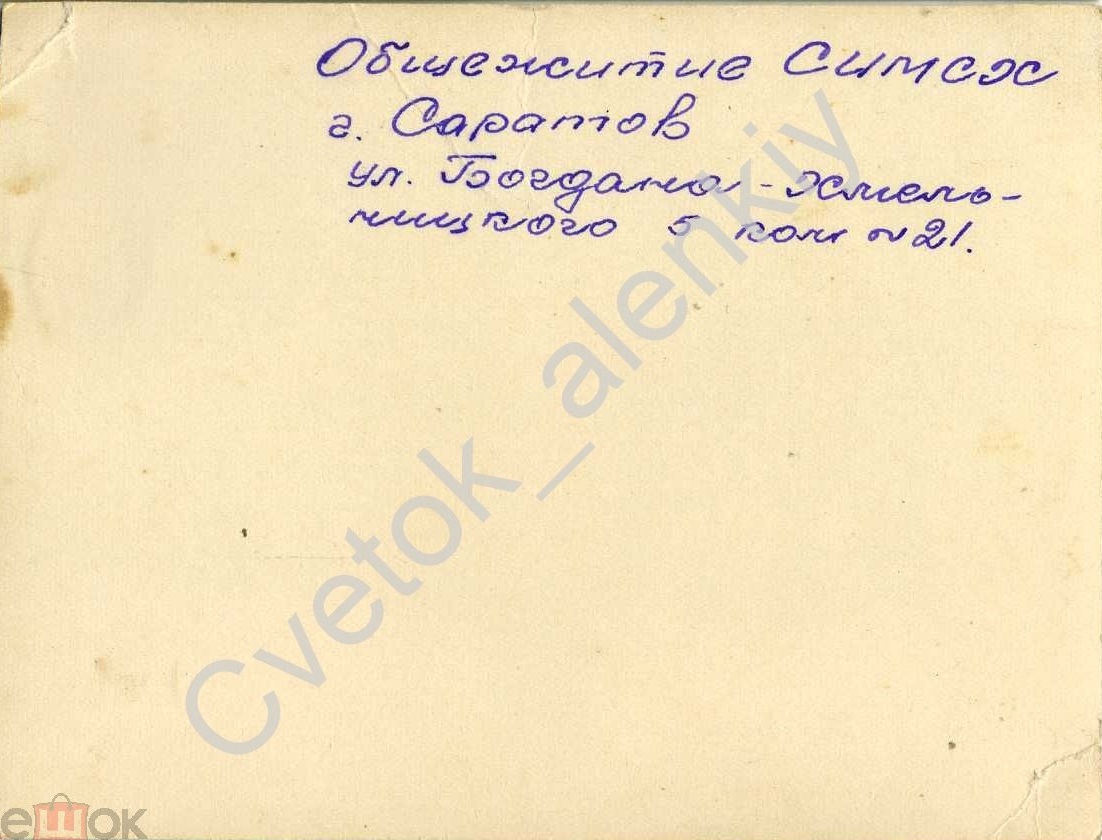 Общежитие СИМСХ
г. Саратов
ул. Богдана-Хмель-
ницкого 5 ком №21.
Cvetok_alenkiy
ешок